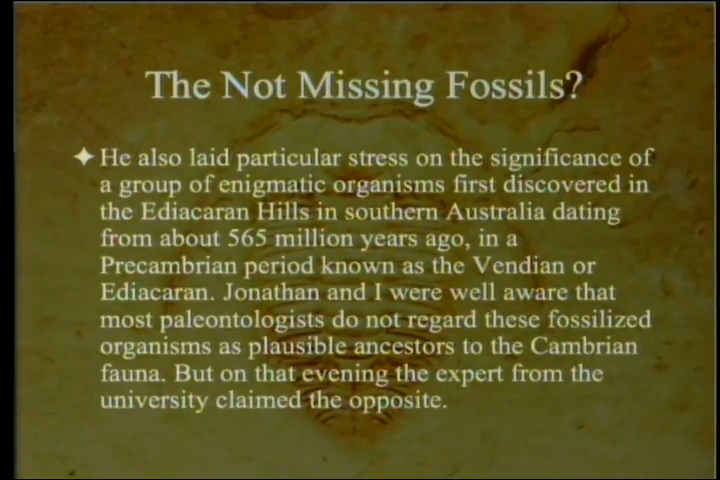 The Not Missing Fossils?
He also laid particular stress on the significance of
a group of enigmatic organisms first discovered in
the Ediacaran Hills in southern Australia dating
from about 565 million years ago, in a
Precambrian period known as the Vendian or
Ediacaran. Jonathan and I were well aware that
most paleontologists do not regard these fossilized
organisms as plausible ancestors to the Cambrian
fauna. But on that evening the expert from the
university claimed the opposite.